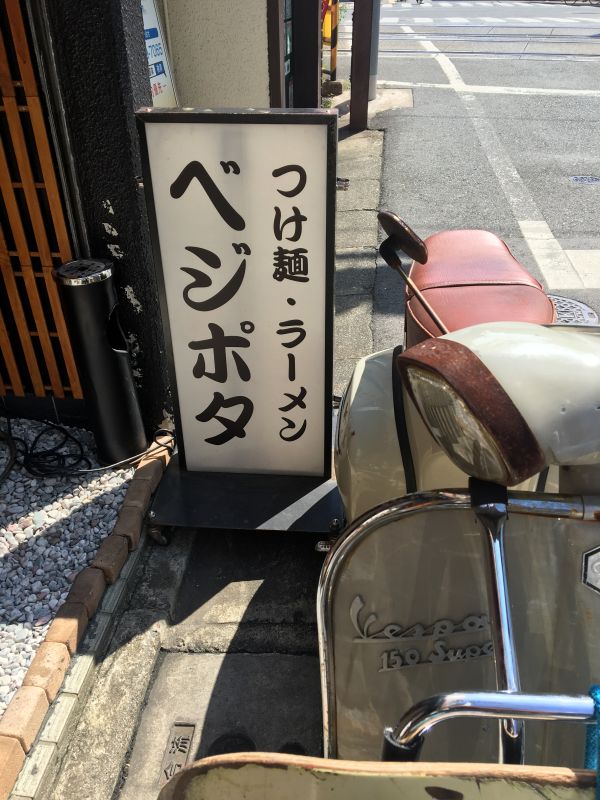 つけ麺・ラーメン
ベジポタ
Vespa
150 Super